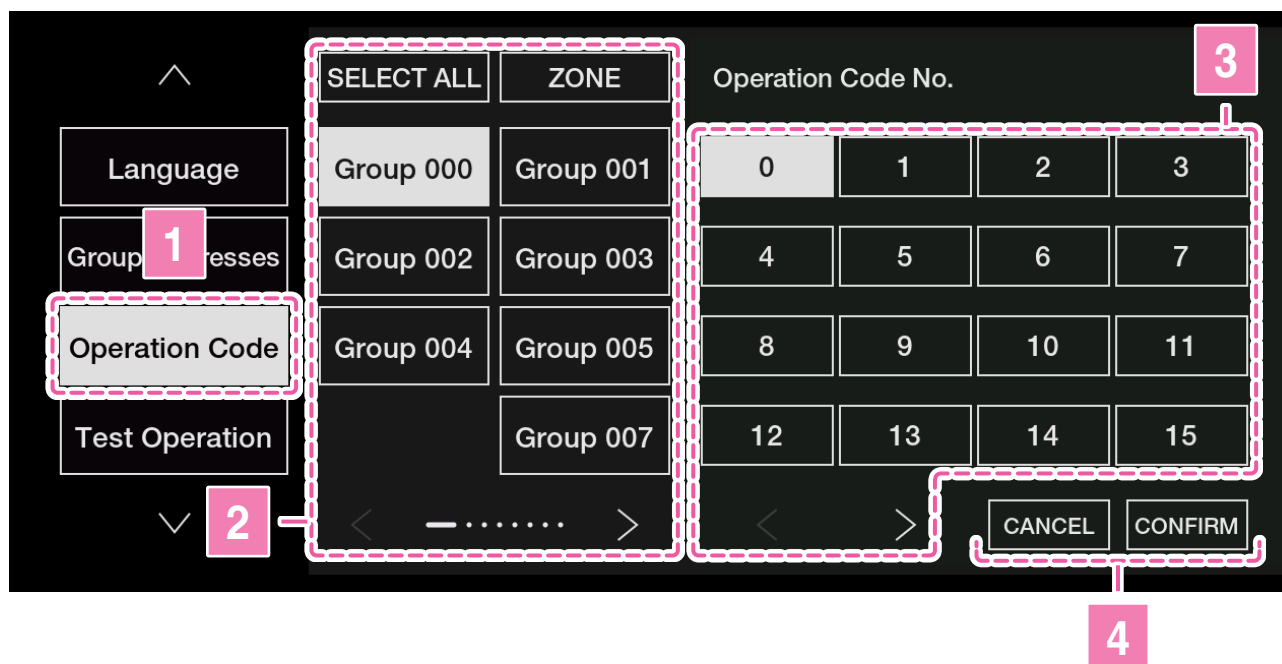 3
SELECT ALL ZONE Operation Code No.
Language Group 000 Group 001 0 1 2 3
1
Group resses Group 002 Group 003 4 5 6 7
Operation Code Group 004 Group 005 8 9 10 11
Test Operation Group 007 12 13 14 15
2
CANCEL CONFIRM
4